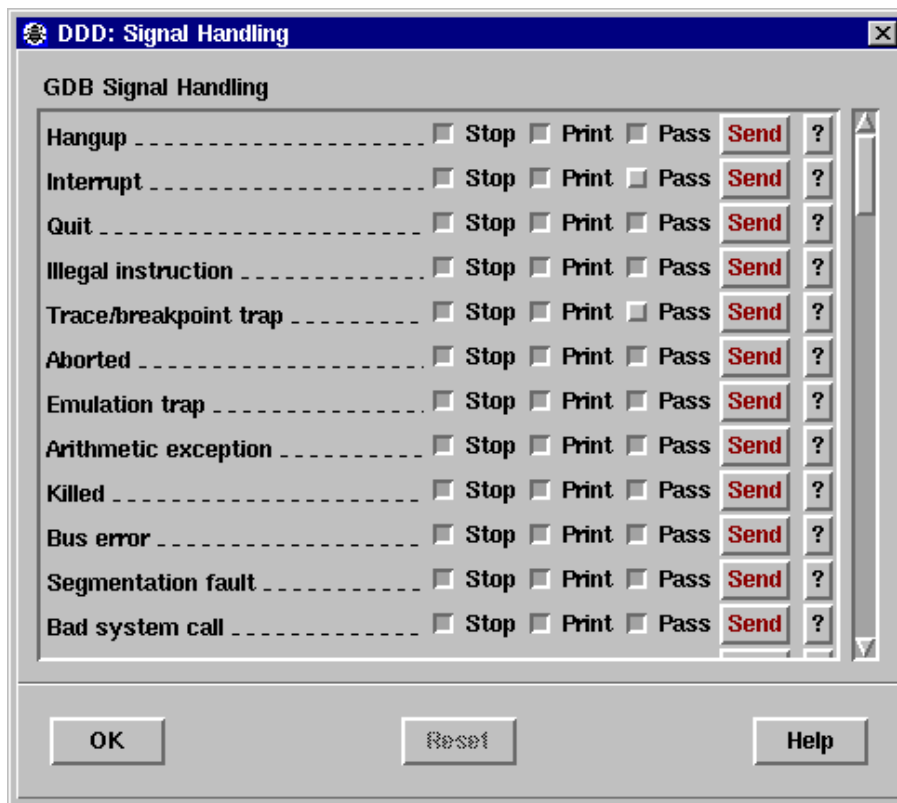 DDD: Signal Handling
GDB Signal Handling
Hangup Stop Print Pass Send ?
Interrupt Stop Print Pass Send ?
Quit Stop Print Pass Send ?
Illegal instruction Stop Print Pass Send ?
Trace/breakpoint trap Stop Print Pass Send ?
Aborted Stop Print Pass Send ?
Emulation trap Stop Print Pass Send ?
Arithmetic exception Stop Print Pass Send ?
Killed Stop Print Pass Send ?
Bus error Stop Print Pass Send ?
Segmentation fault Stop Print Pass Send ?
Bad system call Stop Print Pass Send ?
OK Reset Help